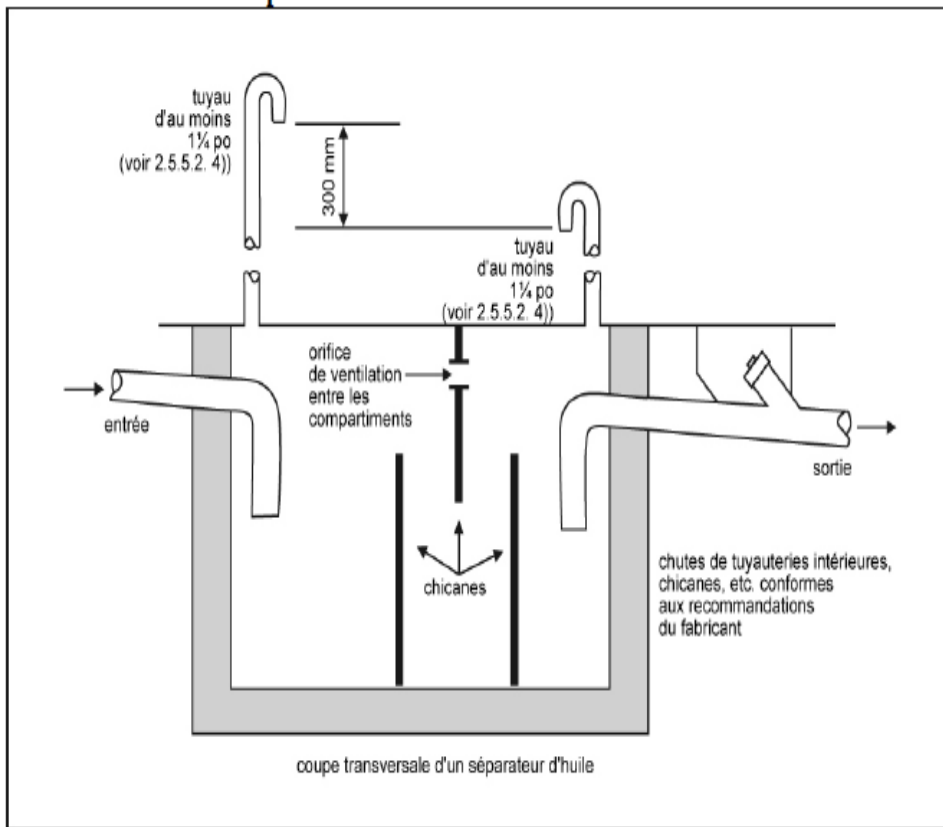 tuyau
d'au moins
1¼ po
(voir 2.5.5.2. 4))
300 mm
tuyau
d'au moins
1¼ po
(voir 2.5.5.2. 4))
orifice
de ventilation
entre les
compartiments
entrée
sortie
chicanes
chutes de tuyauteries intérieures,
chicanes, etc. conformes
aux recommandations
du fabricant
coupe transversale d'un séparateur d'huile